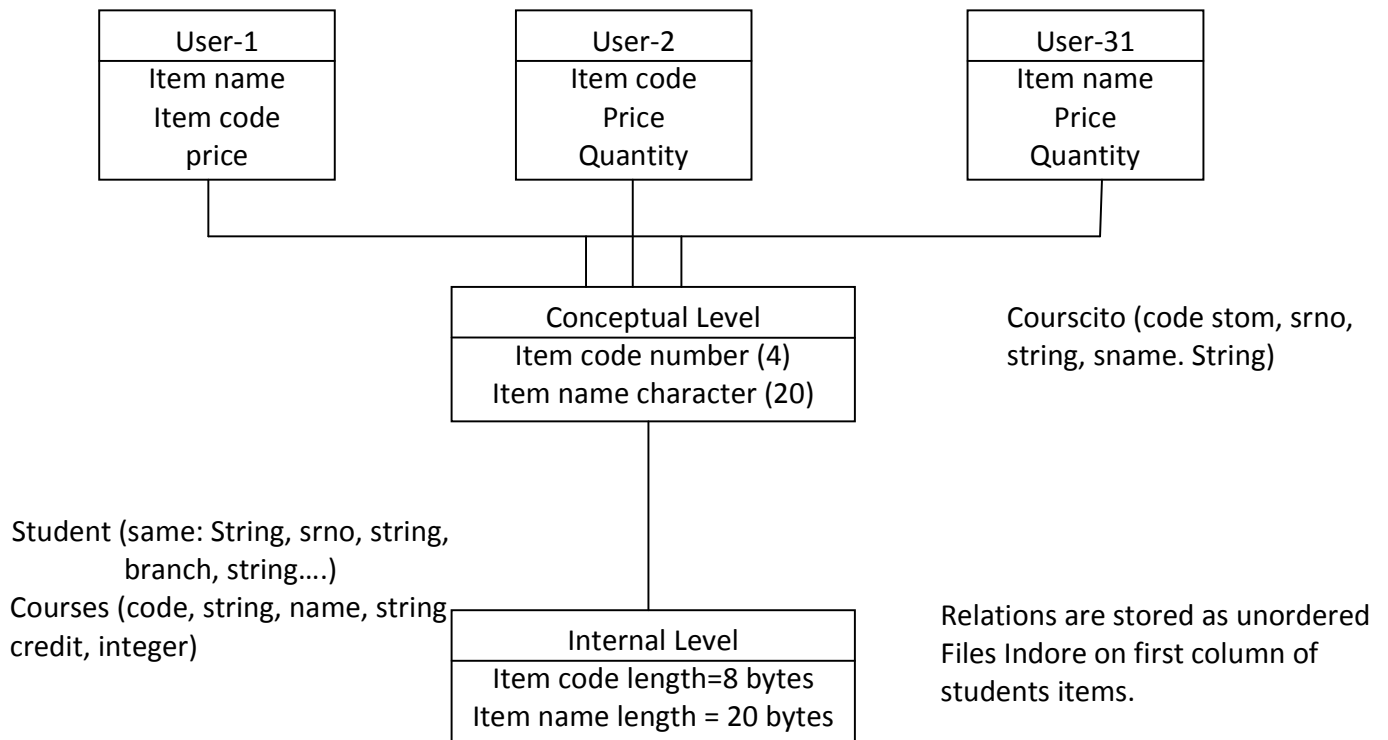 User-1
Item name
Item code
price
User-2
Item code
Price
Quantity
User-31
Item name
Price
Quantity
Conceptual Level
Item code number (4)
Item name character (20)
Courscito (code stom, srno,
string, sname. String)
Student (same: String, srno, string,
branch, string....)
Courses (code, string, name, string
credit, integer)
Internal Level
Item code length=8 bytes
Item name length = 20 bytes
Relations are stored as unordered
Files Indore on first column of
students items.